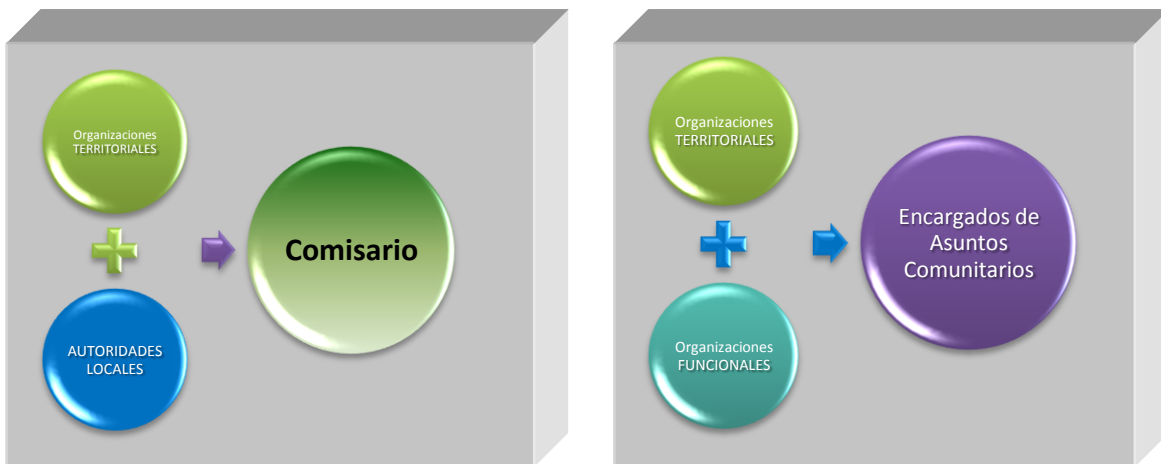 Organizaciones
TERRITORIALES
AUTORIDADES
LOCALES
Comisario
Organizaciones
TERRITORIALES
Organizaciones
FUNCIONALES
Encargados de
Asuntos
Comunitarios